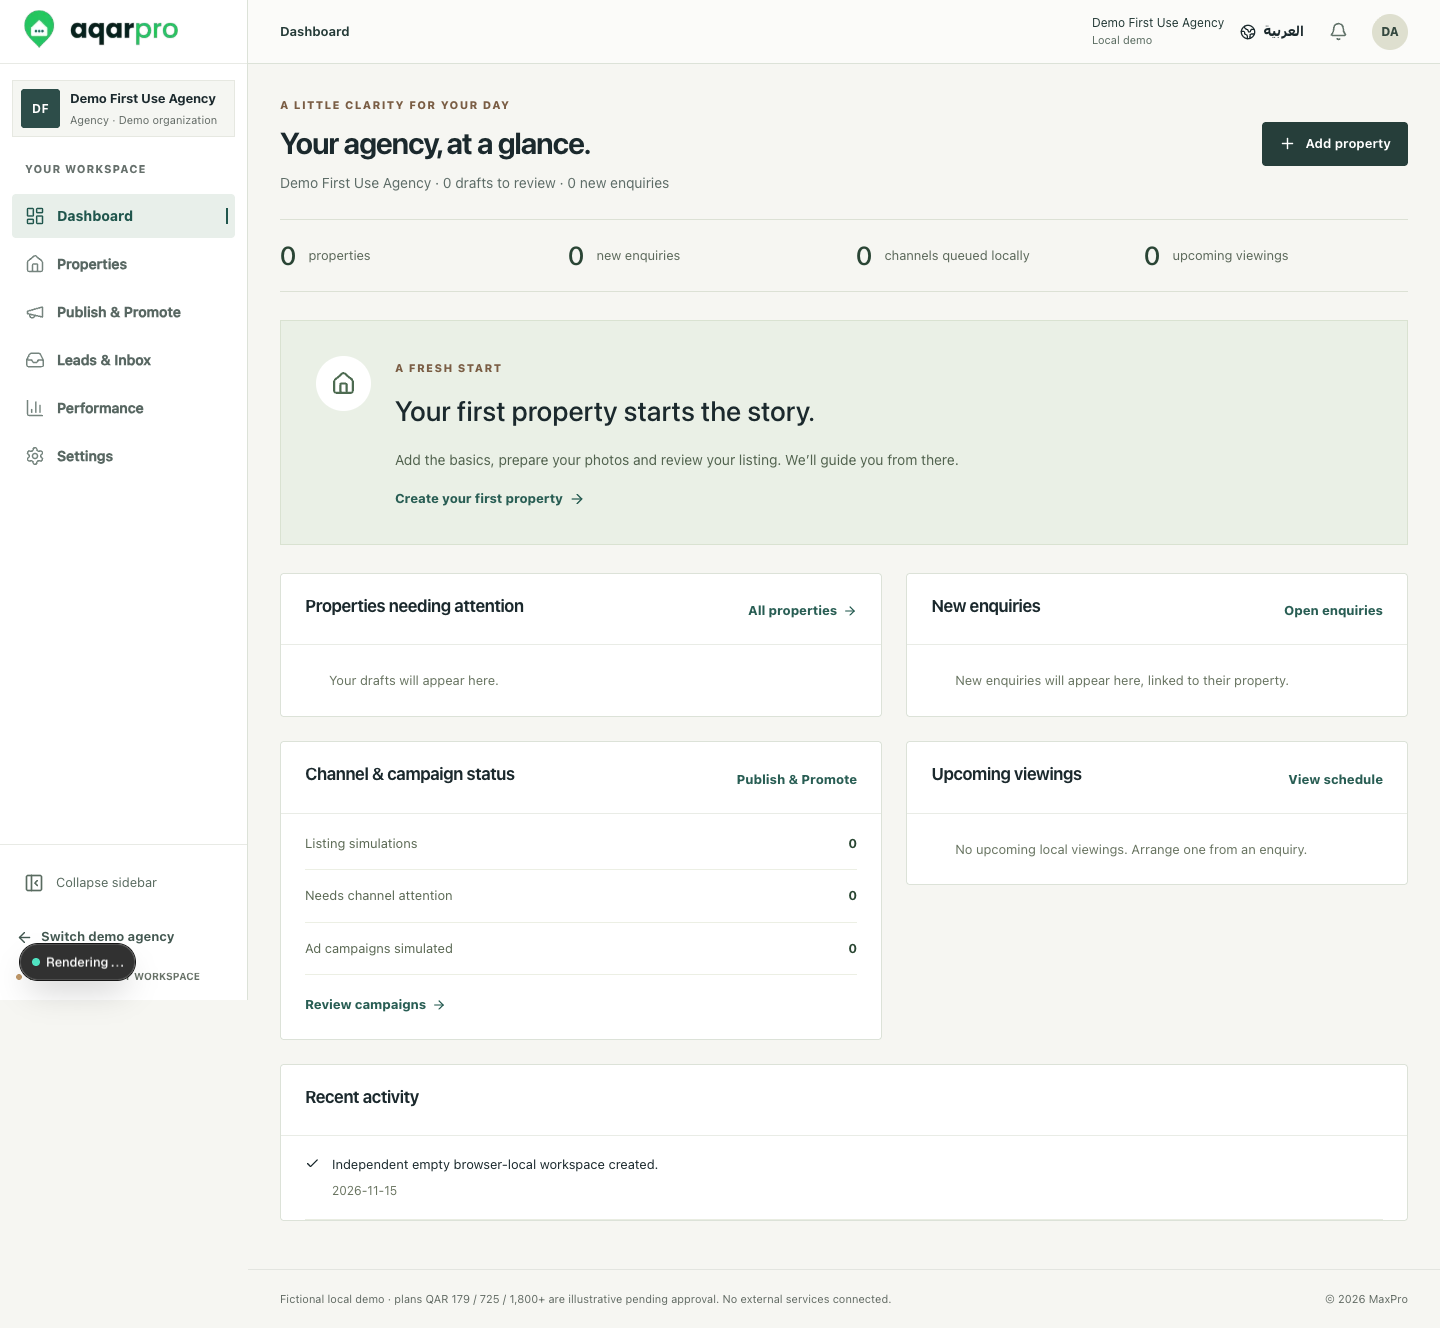 aqarpro
DF
Demo First Use Agency
Agency · Demo organization
YOUR WORKSPACE
Dashboard
Properties
Publish & Promote
Leads & Inbox
Performance
Settings
Collapse sidebar
Switch demo agency
Rendering ...
WORKSPACE
Dashboard
Demo First Use Agency
Local demo
العربية
DA
A LITTLE CLARITY FOR YOUR DAY
Your agency, at a glance.
Demo First Use Agency · 0 drafts to review · 0 new enquiries
Add property
0 properties
0 new enquiries
0 channels queued locally
0 upcoming viewings
A FRESH START
Your first property starts the story.
Add the basics, prepare your photos and review your listing. We’ll guide you from there.
Create your first property →
Properties needing attention
All properties →
Your drafts will appear here.
New enquiries
Open enquiries
New enquiries will appear here, linked to their property.
Channel & campaign status
Publish & Promote
Listing simulations 0
Needs channel attention 0
Ad campaigns simulated 0
Review campaigns →
Upcoming viewings
View schedule
No upcoming local viewings. Arrange one from an enquiry.
Recent activity
Independent empty browser-local workspace created.
2026-11-15
Fictional local demo · plans QAR 179 / 725 / 1,800+ are illustrative pending approval. No external services connected.
© 2026 MaxPro